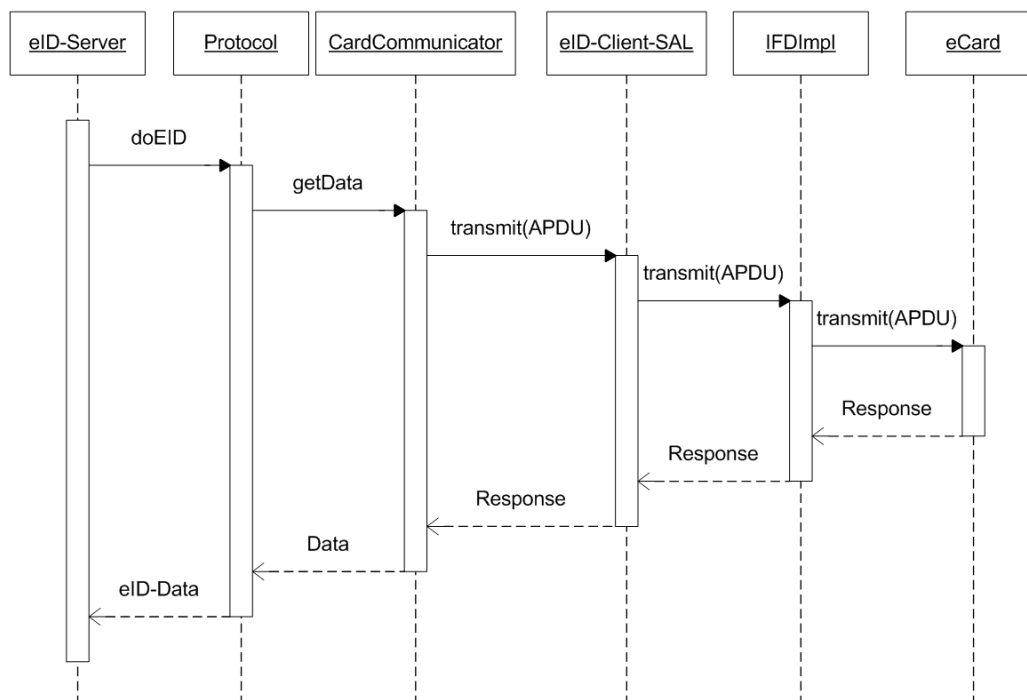 eID-Server
Protocol
CardCommunicator
eID-Client-SAL
IFDImpl
eCard
doEID
getData
transmit(APDU)
transmit(APDU)
transmit(APDU)
Response
Response
Response
Data
eID-Data